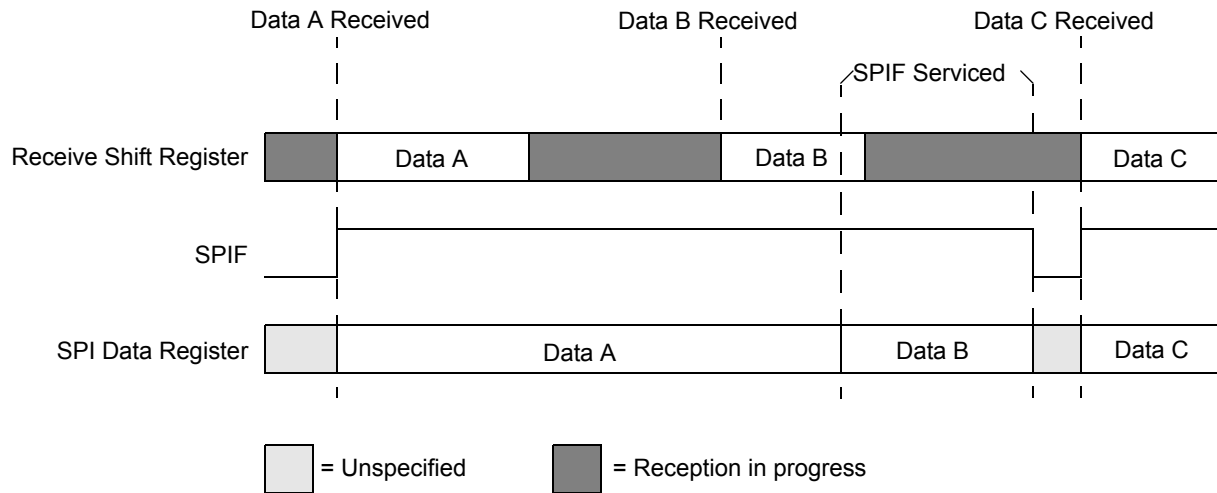 Data A Received
Data B Received
Data C Received
SPIF Serviced
Receive Shift Register
Data A
Data B
Data C
SPIF
SPI Data Register
Data A
Data B
Data C
= Unspecified
= Reception in progress